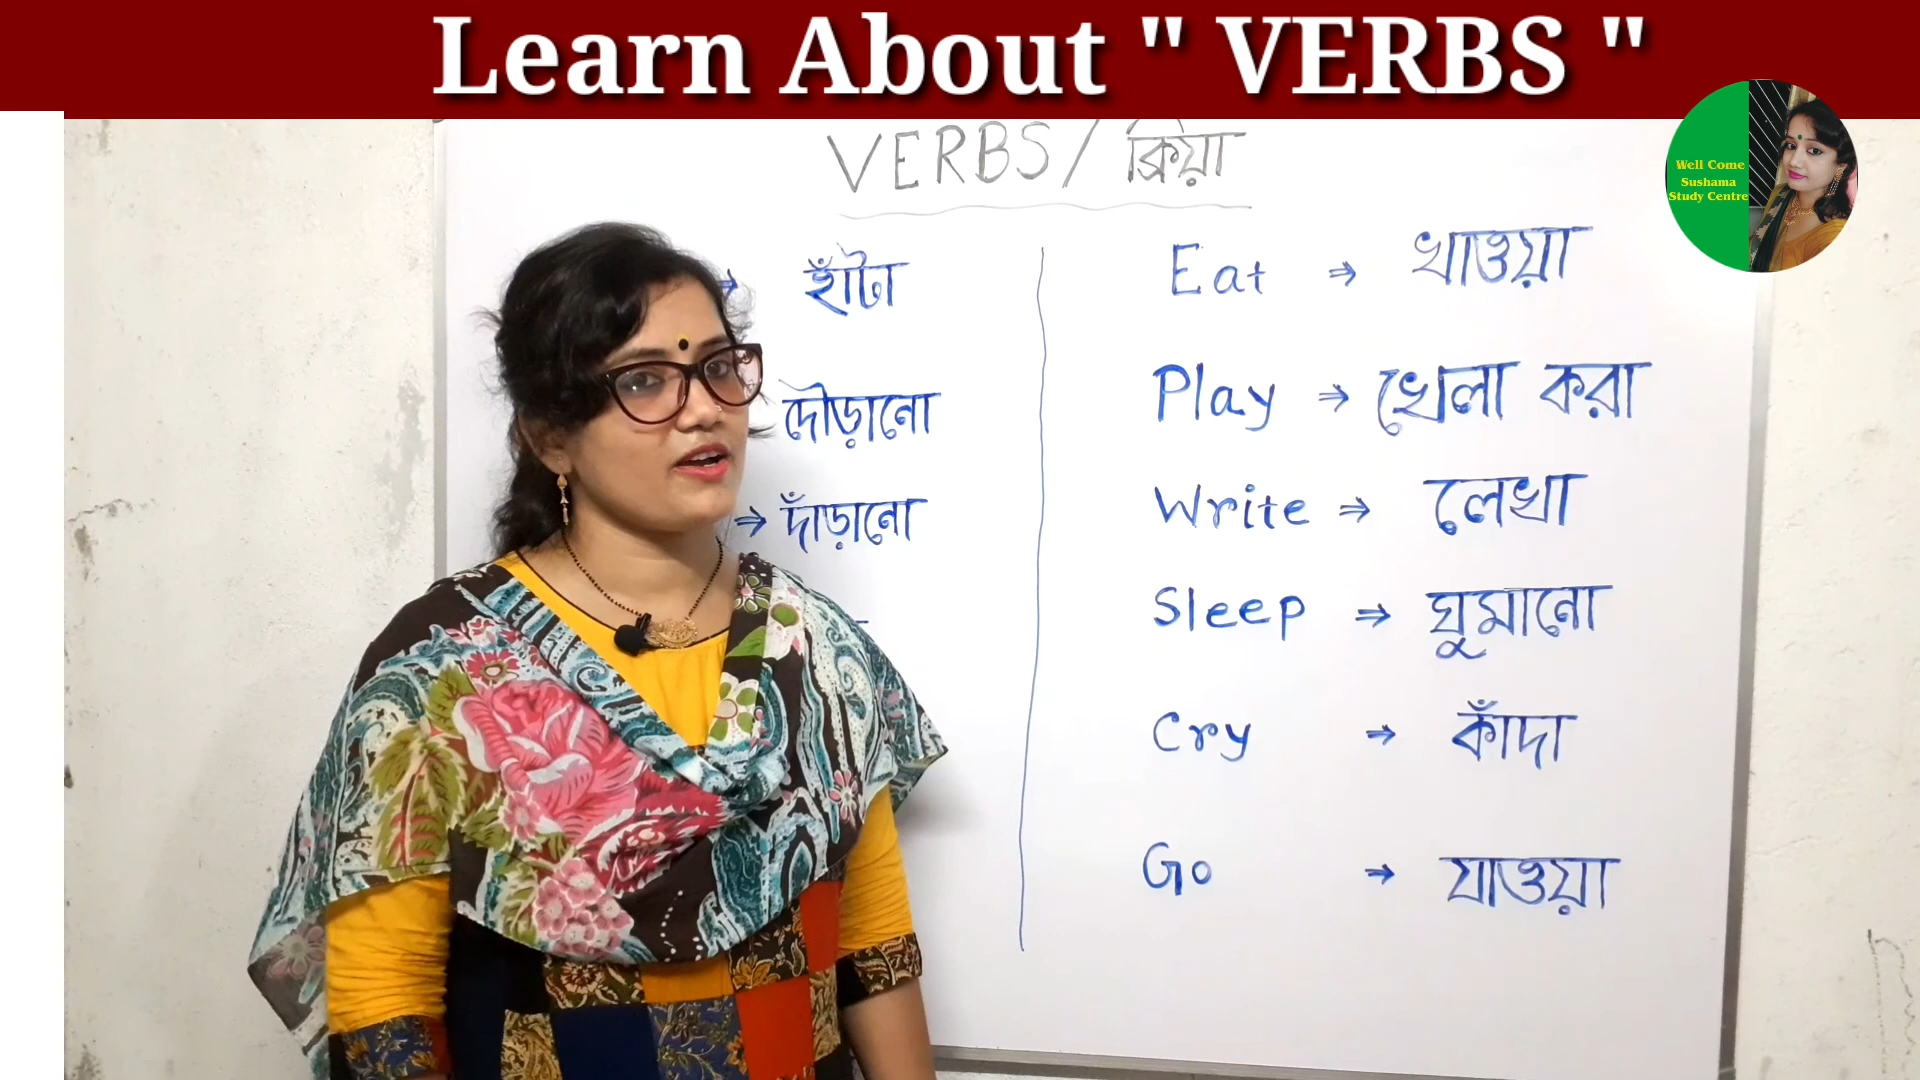 Learn About " VERBS "
VERBS / ক্রিয়া
Well Come
Sushama
Study Centre
⇒ হাঁটা
দৌড়ানো
⇒ দাঁড়ানো
Eat ⇒ খাওয়া
Play ⇒ খেলা করা
Write ⇒ লেখা
Sleep ⇒ ঘুমানো
Cry ⇒ কাঁদা
Go ⇒ যাওয়া